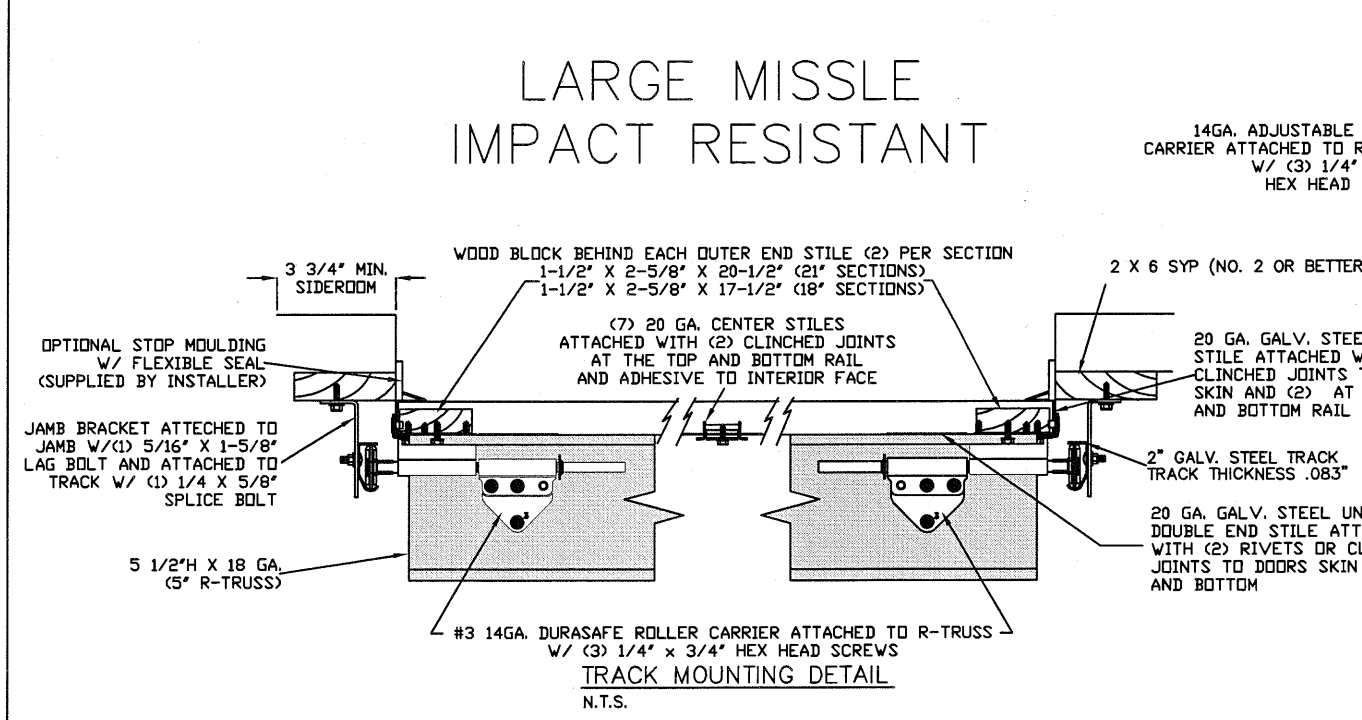 LARGE MISSLE
IMPACT RESISTANT
14GA. ADJUSTABLE
CARRIER ATTACHED TO R
W/ (3) 1/4"
HEX HEAD
WOOD BLOCK BEHIND EACH OUTER END STILE (2) PER SECTION
1-1/2" X 2-5/8" X 20-1/2" (21" SECTIONS)
1-1/2" X 2-5/8" X 17-1/2" (18" SECTIONS)
3 3/4" MIN.
SIDEROOM
2 X 6 SYP (NO. 2 OR BETTER
(7) 20 GA. CENTER STILES
ATTACHED WITH (2) CLINCHED JOINTS
AT THE TOP AND BOTTOM RAIL
AND ADHESIVE TO INTERIOR FACE
OPTIONAL STOP MOULDING
W/ FLEXIBLE SEAL
(SUPPLIED BY INSTALLER)
20 GA. GALV. STEE
STILE ATTACHED W
CLINCHED JOINTS T
SKIN AND (2) AT
AND BOTTOM RAIL
JAMB BRACKET ATTECHED TO
JAMB W/(1) 5/16" X 1-5/8"
LAG BOLT AND ATTACHED TO
TRACK W/ (1) 1/4 X 5/8"
SPLICE BOLT
2" GALV. STEEL TRACK
TRACK THICKNESS .083"
3
3
20 GA. GALV. STEEL UN
DOUBLE END STILE ATT
WITH (2) RIVETS OR CL
JOINTS TO DOORS SKIN
AND BOTTOM
5 1/2"H X 18 GA.
(5" R-TRUSS)
#3 14GA. DURASAFE ROLLER CARRIER ATTACHED TO R-TRUSS
W/ (3) 1/4" x 3/4" HEX HEAD SCREWS
TRACK MOUNTING DETAIL
N.T.S.